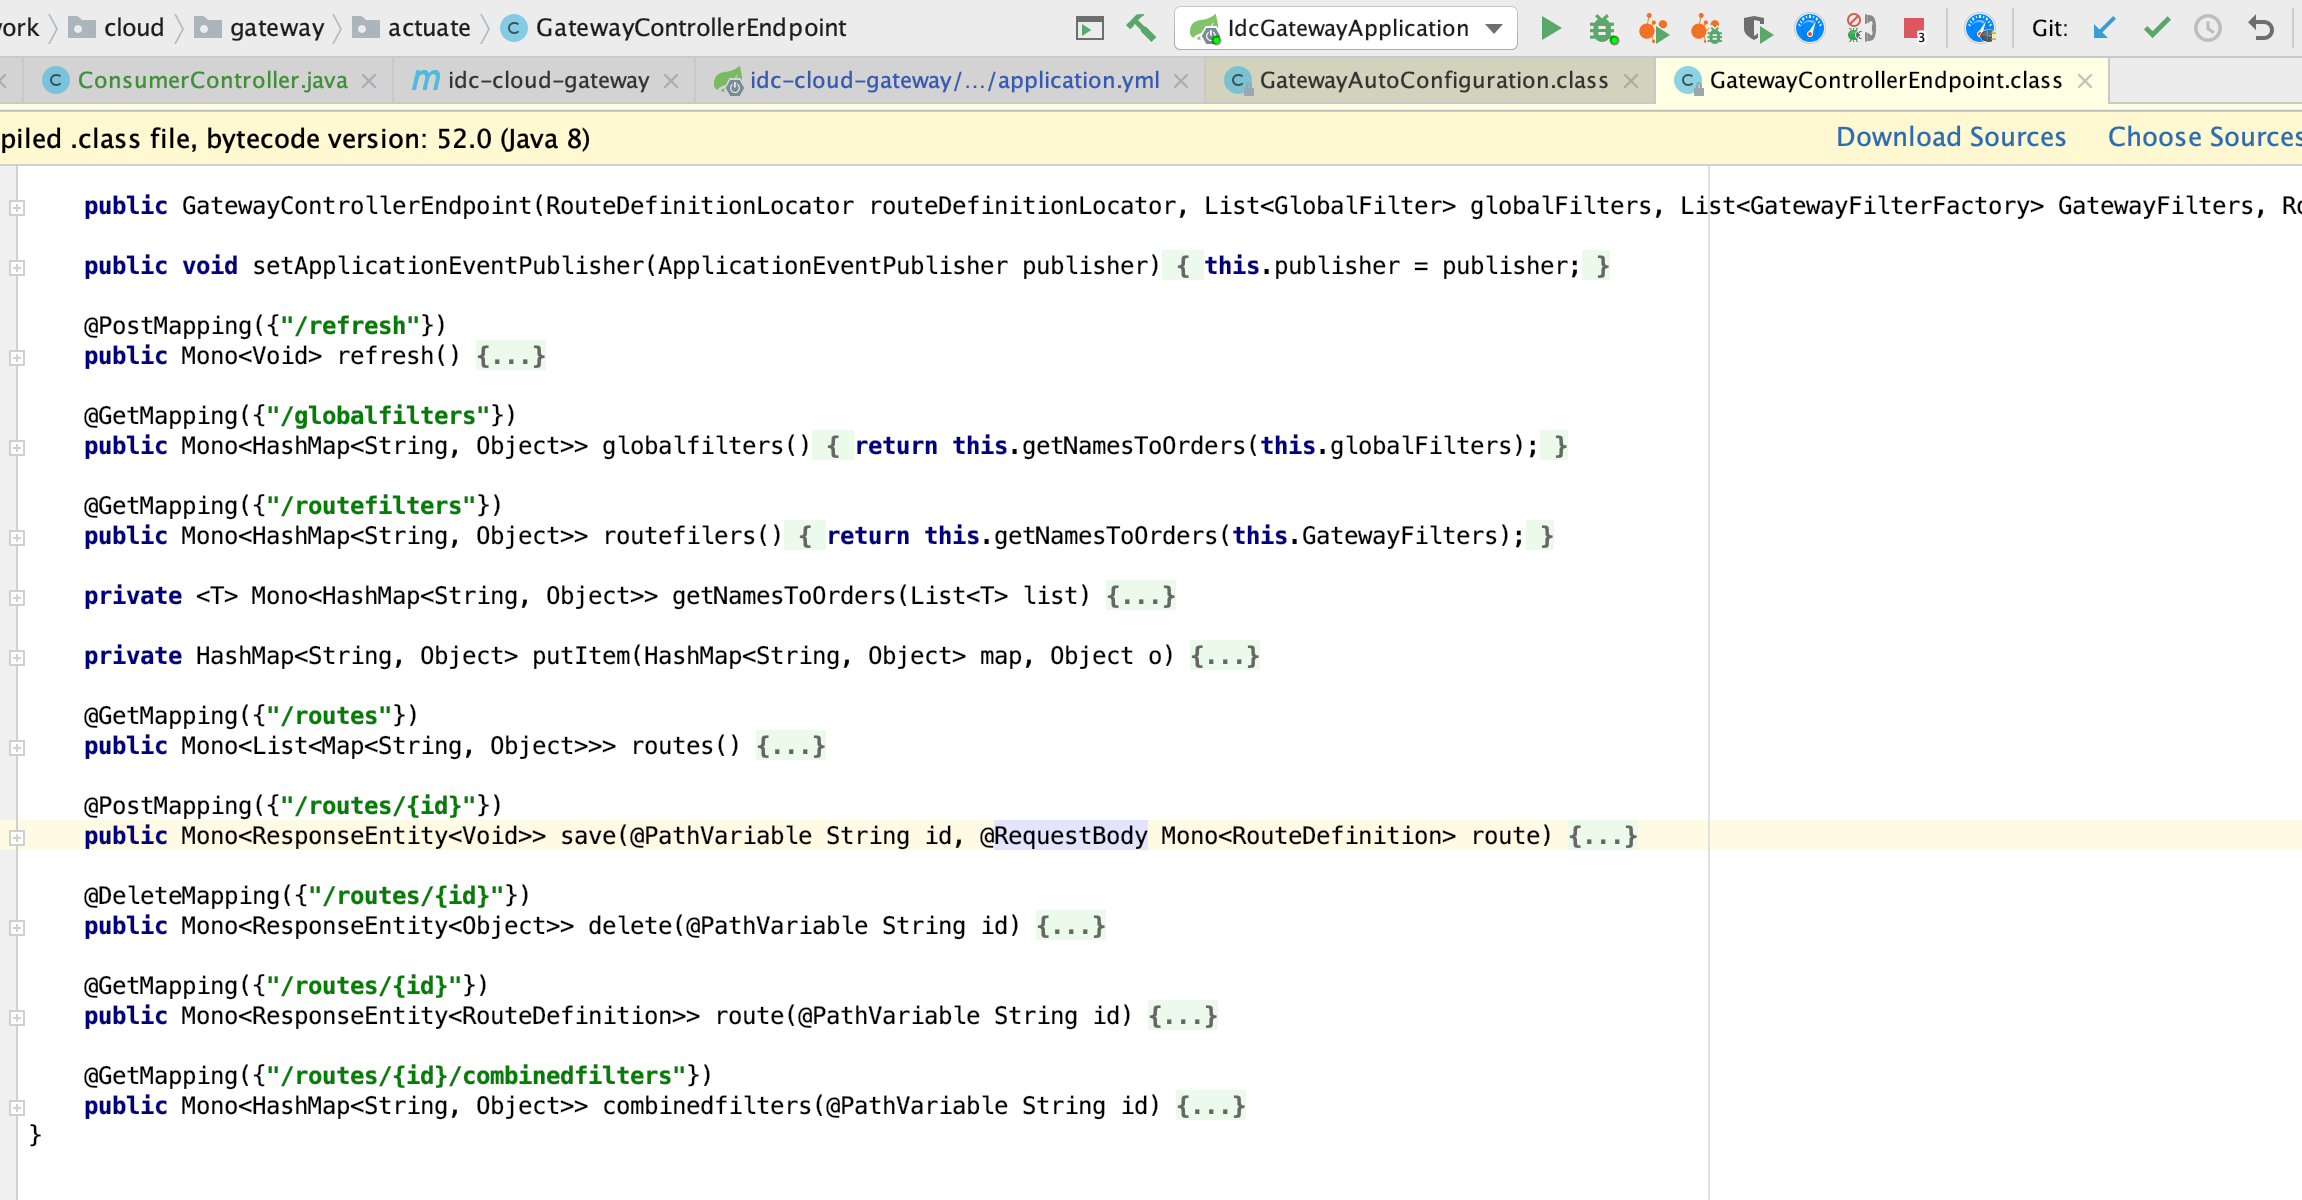 ork cloud gateway actuate GatewayControllerEndpoint IdcGatewayApplication 3 Git:
ConsumerController.java idc-cloud-gateway idc-cloud-gateway/.../application.yml GatewayAutoConfiguration.class GatewayControllerEndpoint.class
piled .class file, bytecode version: 52.0 (Java 8) Download Sources Choose Sources
public GatewayControllerEndpoint(RouteDefinitionLocator routeDefinitionLocator, List<GlobalFilter> globalFilters, List<GatewayFilterFactory> GatewayFilters, Ro
public void setApplicationEventPublisher(ApplicationEventPublisher publisher) { this.publisher = publisher; }
@PostMapping({"/refresh"})
public Mono<Void> refresh() {...}
@GetMapping({"/globalfilters"})
public Mono<HashMap<String, Object>> globalfilters() { return this.getNamesToOrders(this.globalFilters); }
@GetMapping({"/routefilters"})
public Mono<HashMap<String, Object>> routefilers() { return this.getNamesToOrders(this.GatewayFilters); }
private <T> Mono<HashMap<String, Object>> getNamesToOrders(List<T> list) {...}
private HashMap<String, Object> putItem(HashMap<String, Object> map, Object o) {...}
@GetMapping({"/routes"})
public Mono<List<Map<String, Object>>> routes() {...}
@PostMapping({"/routes/{id}"})
public Mono<ResponseEntity<Void>> save(@PathVariable String id, @RequestBody Mono<RouteDefinition> route) {...}
@DeleteMapping({"/routes/{id}"})
public Mono<ResponseEntity<Object>> delete(@PathVariable String id) {...}
@GetMapping({"/routes/{id}"})
public Mono<ResponseEntity<RouteDefinition>> route(@PathVariable String id) {...}
@GetMapping({"/routes/{id}/combinedfilters"})
public Mono<HashMap<String, Object>> combinedfilters(@PathVariable String id) {...}
}